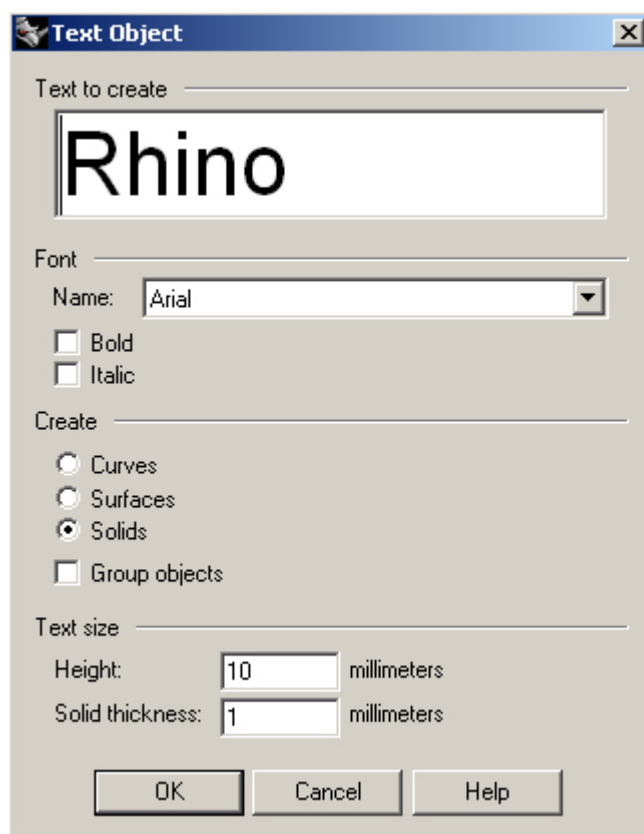 Text Object
Text to create
Rhino
Font
Name: Arial
Bold
Italic
Create
Curves
Surfaces
Solids
Group objects
Text size
Height: 10 millimeters
Solid thickness: 1 millimeters
OK Cancel Help